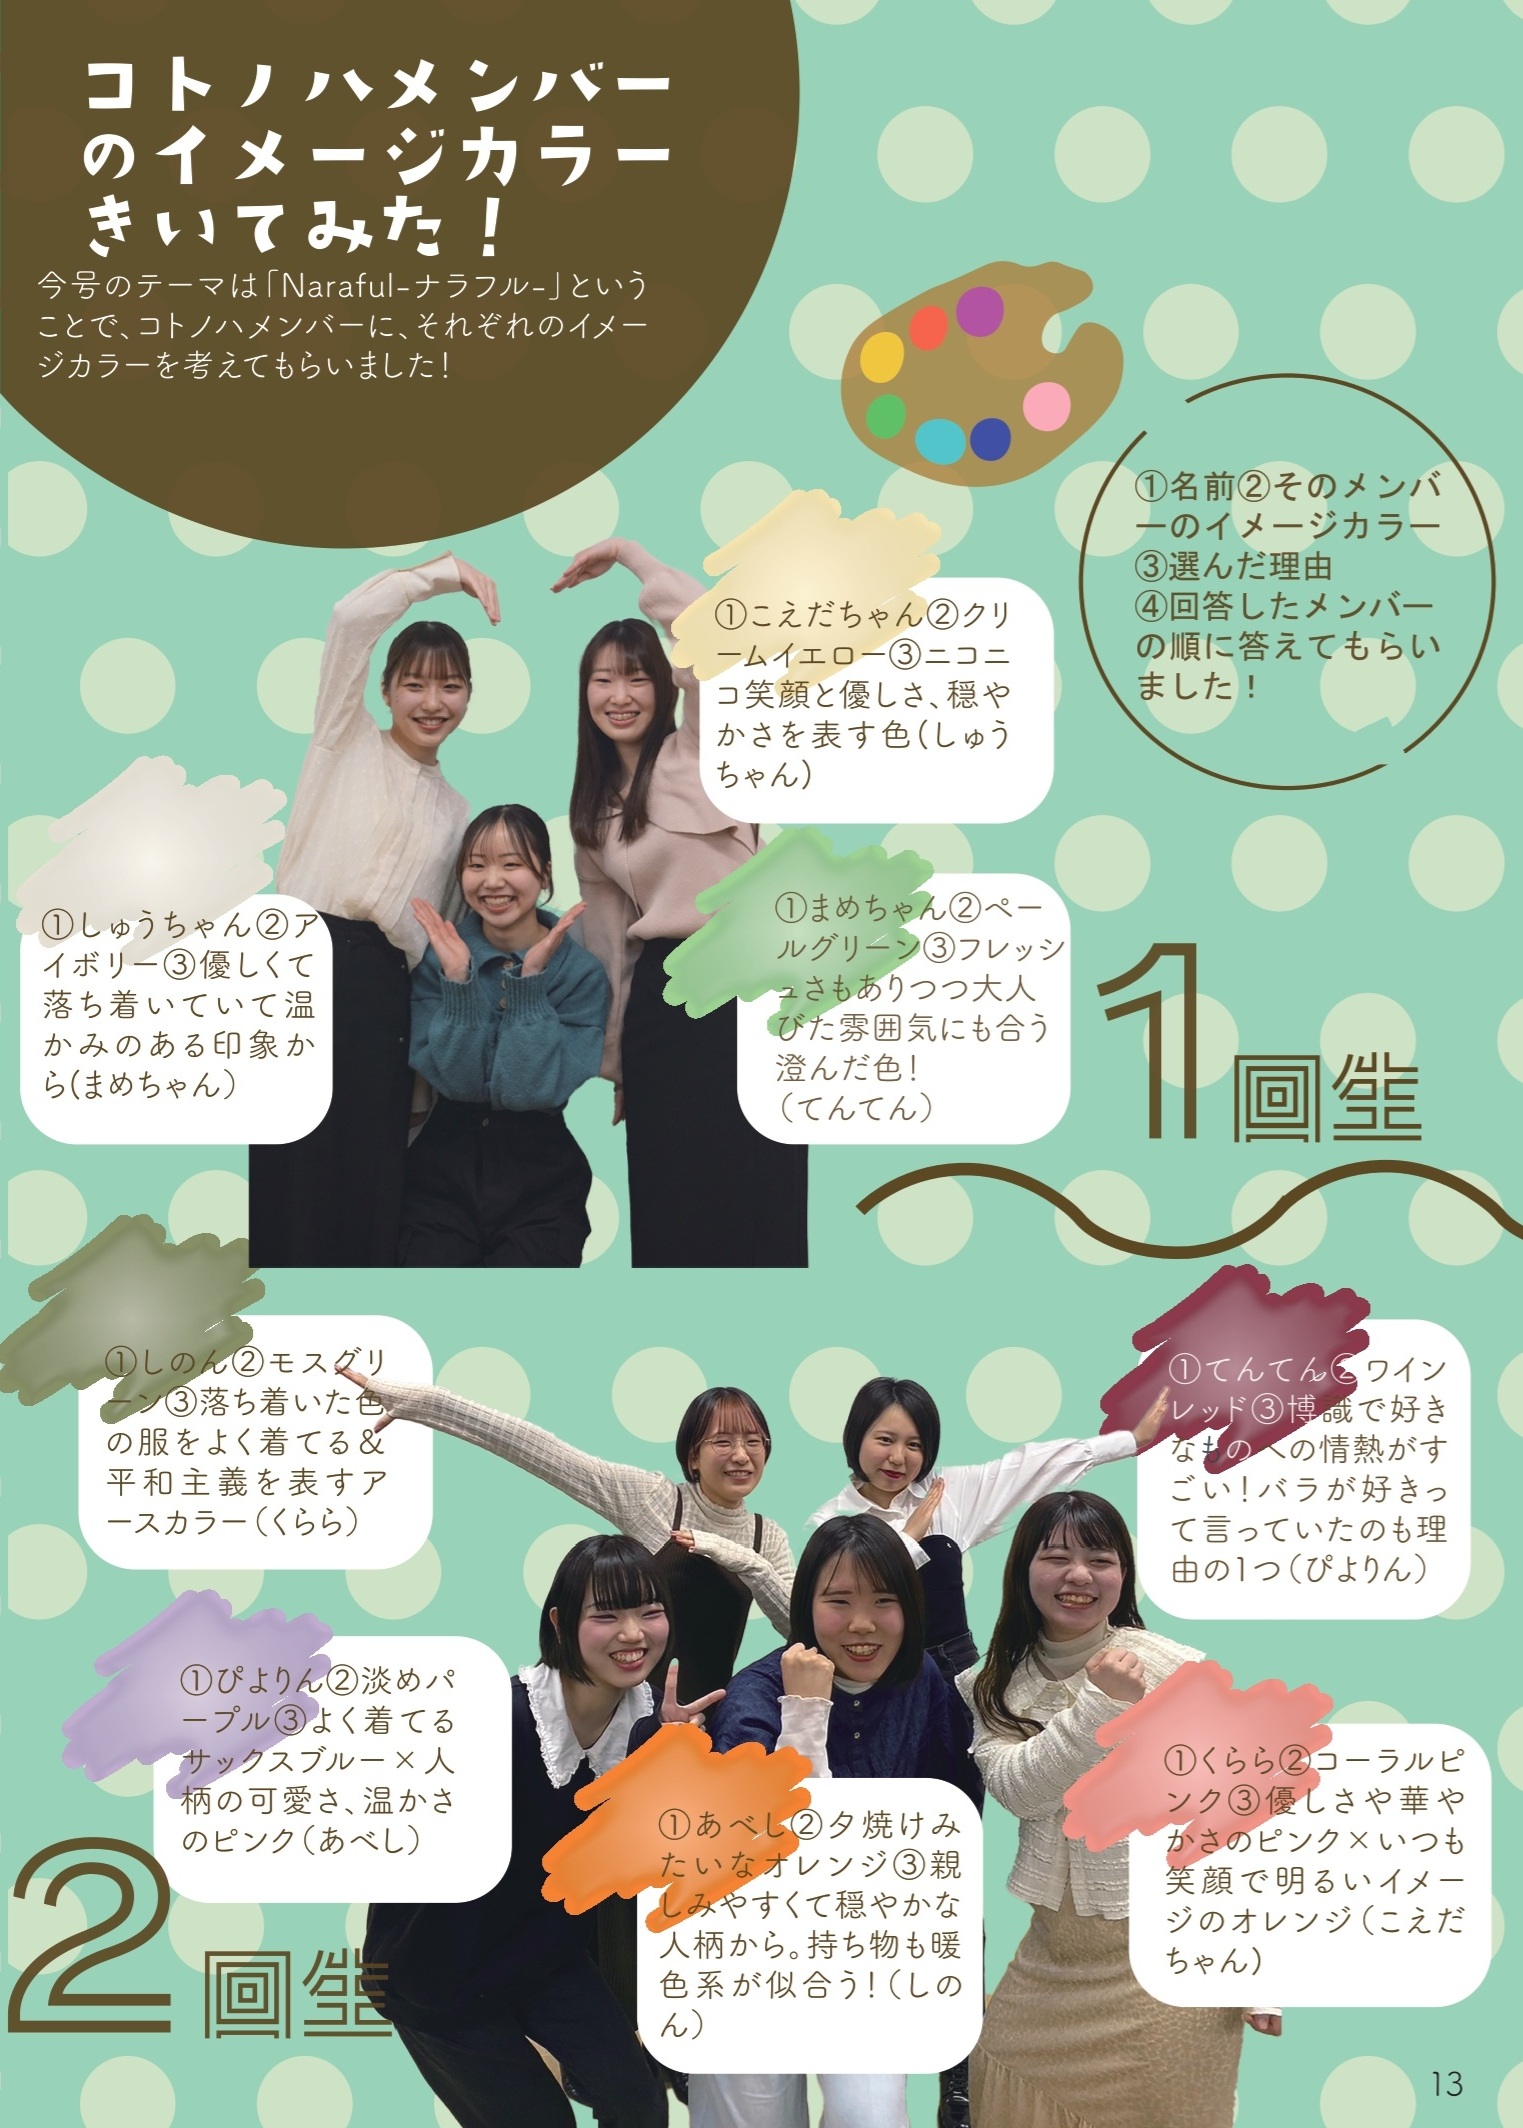 コトノハメンバー
のイメージカラー
きいてみた！
今号のテーマは「Naraful-ナラフル-」という
ことで、コトノハメンバーに、それぞれのイメー
ジカラーを考えてもらいました！
①名前②そのメンバ
ーのイメージカラー
③選んだ理由
④回答したメンバー
の順に答えてもらい
ました！
①こえだちゃん②クリ
ームイエロー③ニコニ
コ笑顔と優しさ、穏や
かさを表す色（しゅう
ちゃん)
①しゅうちゃん②ア
イボリー③優しくて
落ち着いていて温
かみのある印象か
ら(まめちゃん）
①まめちゃん②ペー
ルグリーン③フレッシ
ュさもありつつ大人
びた雰囲気にも合う
澄んだ色！
（てんてん）
1回生
①しのん②モスグリ
ーン③落ち着いた色
の服をよく着てる＆
平和主義を表すア
ースカラー（くらら）
①てんてん②ワイン
レッド③博識で好き
なものへの情熱がす
ごい！バラが好きっ
て言っていたのも理
由の1つ（ぴよりん）
①ぴよりん②淡めパ
ープル③よく着てる
サックスブルー×人
柄の可愛さ、温かさ
のピンク（あべし）
①あべし②夕焼けみ
たいなオレンジ③親
しみやすくて穏やかな
人柄から。持ち物も暖
色系が似合う！（しの
ん）
①くらら②コーラルピ
ンク③優しさや華や
かさのピンク×いつも
笑顔で明るいイメー
ジのオレンジ（こえだ
ちゃん)
2回生
13